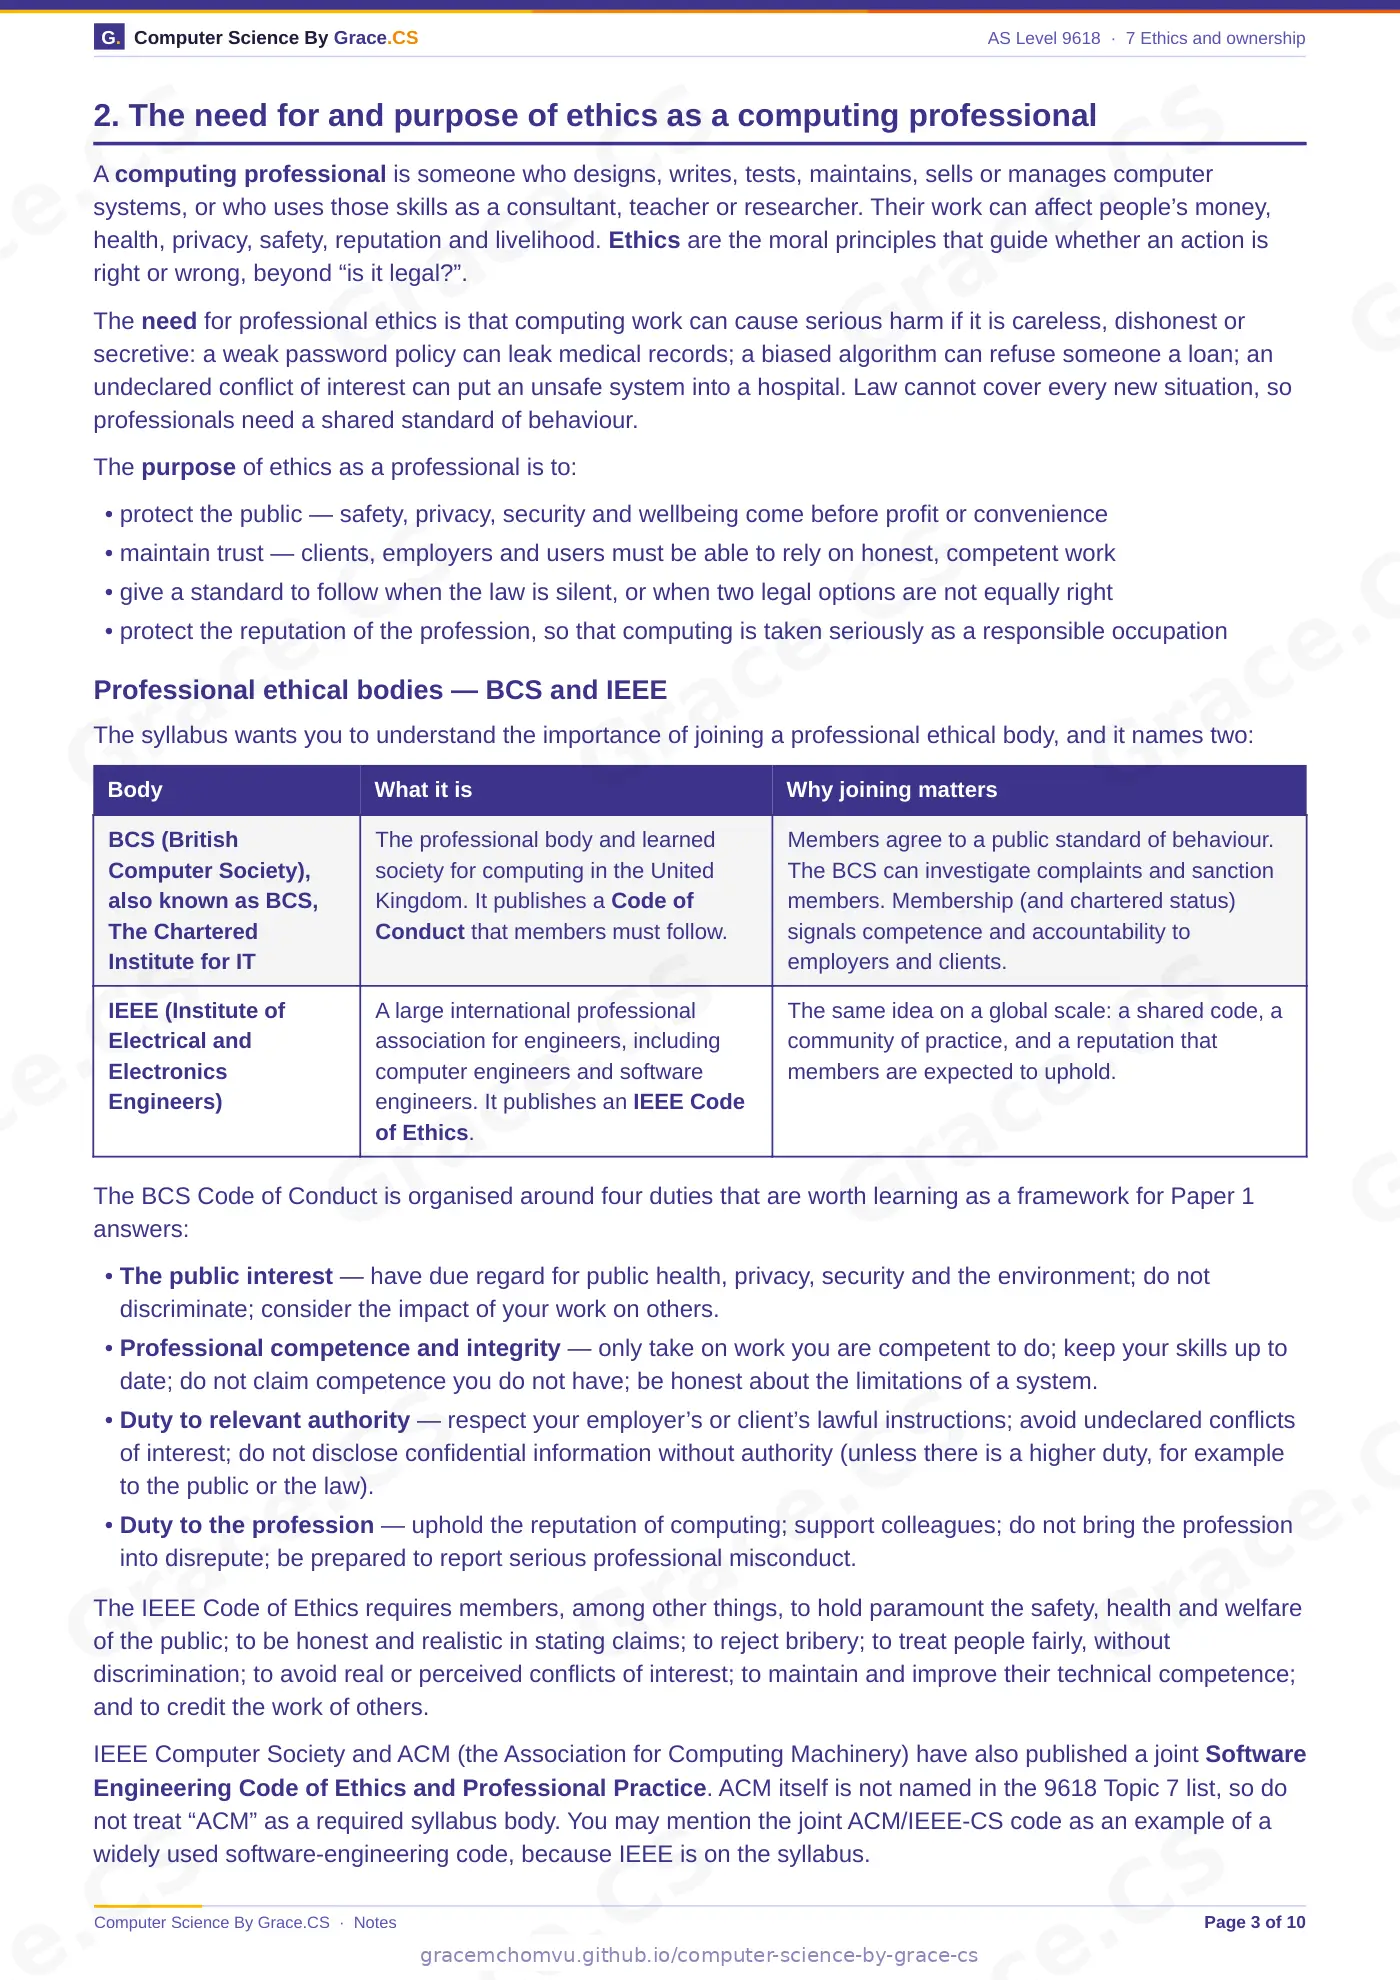 G. Computer Science By Grace.CS
AS Level 9618 · 7 Ethics and ownership
2. The need for and purpose of ethics as a computing professional
A computing professional is someone who designs, writes, tests, maintains, sells or manages computer
systems, or who uses those skills as a consultant, teacher or researcher. Their work can affect people’s money,
health, privacy, safety, reputation and livelihood. Ethics are the moral principles that guide whether an action is
right or wrong, beyond “is it legal?”.
The need for professional ethics is that computing work can cause serious harm if it is careless, dishonest or
secretive: a weak password policy can leak medical records; a biased algorithm can refuse someone a loan; an
undeclared conflict of interest can put an unsafe system into a hospital. Law cannot cover every new situation, so
professionals need a shared standard of behaviour.
The purpose of ethics as a professional is to:
• protect the public — safety, privacy, security and wellbeing come before profit or convenience
• maintain trust — clients, employers and users must be able to rely on honest, competent work
• give a standard to follow when the law is silent, or when two legal options are not equally right
• protect the reputation of the profession, so that computing is taken seriously as a responsible occupation
Professional ethical bodies — BCS and IEEE
The syllabus wants you to understand the importance of joining a professional ethical body, and it names two:
Body
What it is
Why joining matters
BCS (British
Computer Society),
also known as BCS,
The Chartered
Institute for IT
The professional body and learned
society for computing in the United
Kingdom. It publishes a Code of
Conduct that members must follow.
Members agree to a public standard of behaviour.
The BCS can investigate complaints and sanction
members. Membership (and chartered status)
signals competence and accountability to
employers and clients.
IEEE (Institute of
Electrical and
Electronics
Engineers)
A large international professional
association for engineers, including
computer engineers and software
engineers. It publishes an IEEE Code
of Ethics.
The same idea on a global scale: a shared code, a
community of practice, and a reputation that
members are expected to uphold.
The BCS Code of Conduct is organised around four duties that are worth learning as a framework for Paper 1
answers:
• The public interest — have due regard for public health, privacy, security and the environment; do not
discriminate; consider the impact of your work on others.
• Professional competence and integrity — only take on work you are competent to do; keep your skills up to
date; do not claim competence you do not have; be honest about the limitations of a system.
• Duty to relevant authority — respect your employer’s or client’s lawful instructions; avoid undeclared conflicts
of interest; do not disclose confidential information without authority (unless there is a higher duty, for example
to the public or the law).
• Duty to the profession — uphold the reputation of computing; support colleagues; do not bring the profession
into disrepute; be prepared to report serious professional misconduct.
The IEEE Code of Ethics requires members, among other things, to hold paramount the safety, health and welfare
of the public; to be honest and realistic in stating claims; to reject bribery; to treat people fairly, without
discrimination; to avoid real or perceived conflicts of interest; to maintain and improve their technical competence;
and to credit the work of others.
IEEE Computer Society and ACM (the Association for Computing Machinery) have also published a joint Software
Engineering Code of Ethics and Professional Practice. ACM itself is not named in the 9618 Topic 7 list, so do
not treat “ACM” as a required syllabus body. You may mention the joint ACM/IEEE-CS code as an example of a
widely used software-engineering code, because IEEE is on the syllabus.
Computer Science By Grace.CS · Notes
Page 3 of 10
gracemchomvu.github.io/computer-science-by-grace-cs